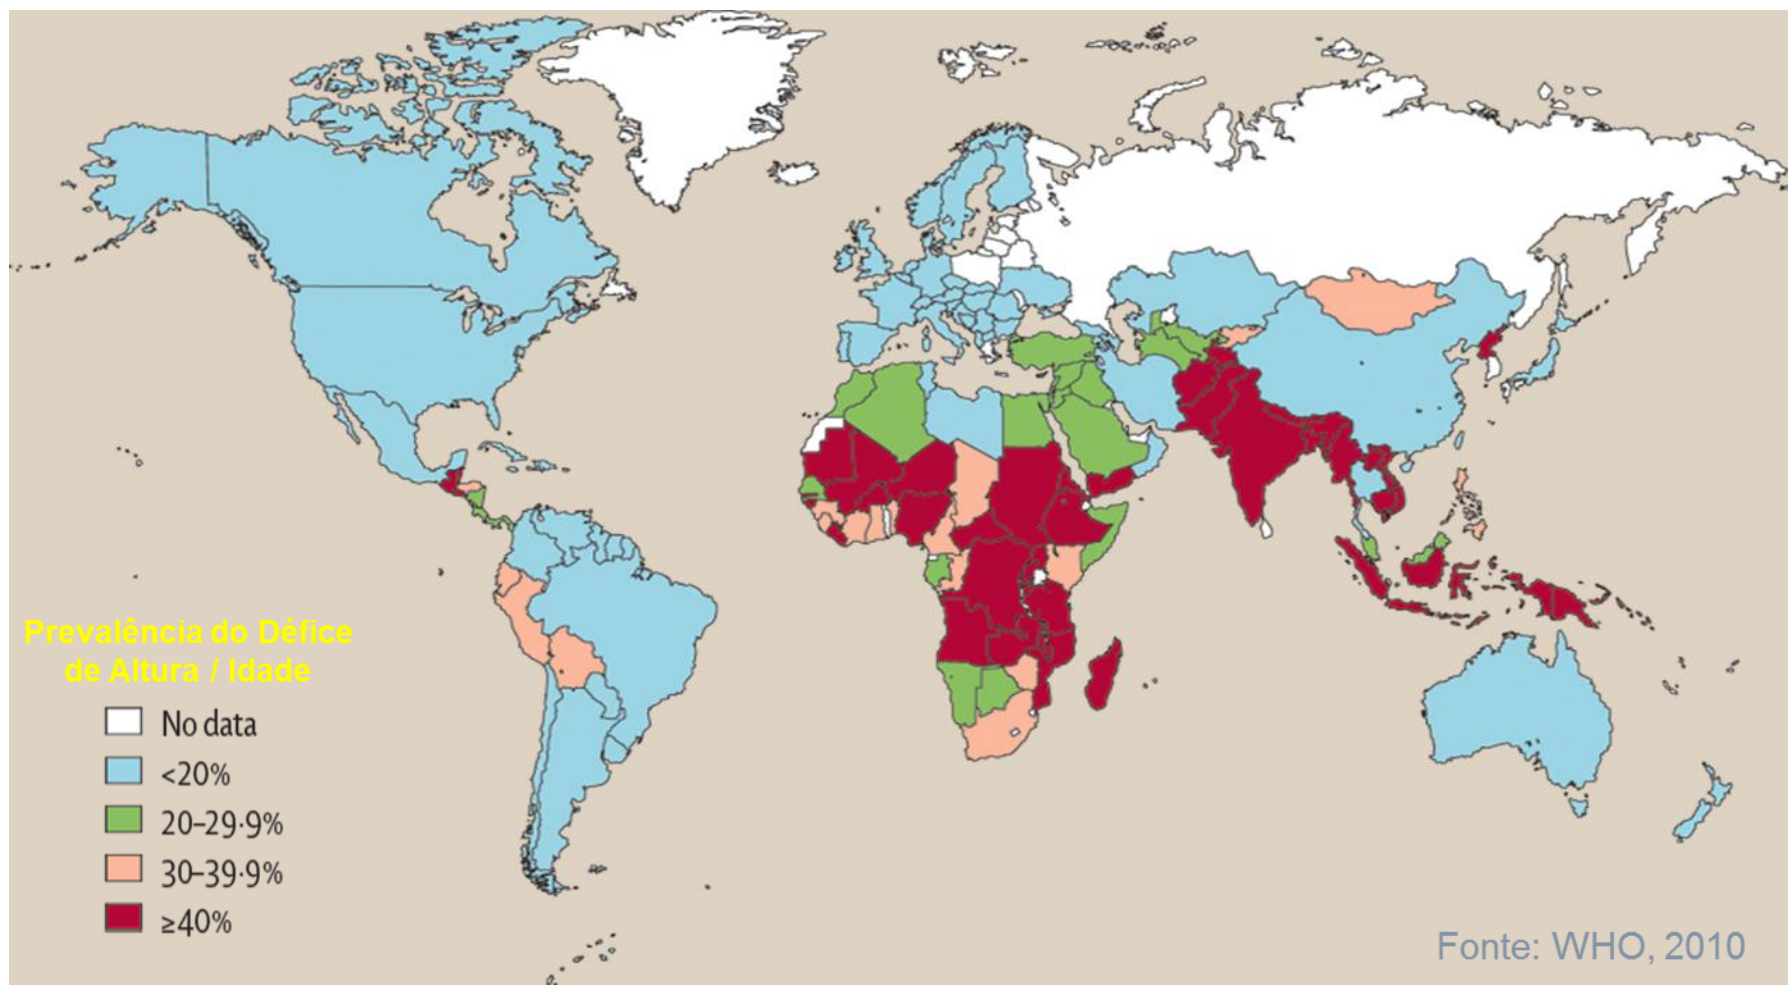 Prevalência do Défice
de Altura / Idade
No data
<20%
20–29·9%
30–39·9%
≥40%
Fonte: WHO, 2010